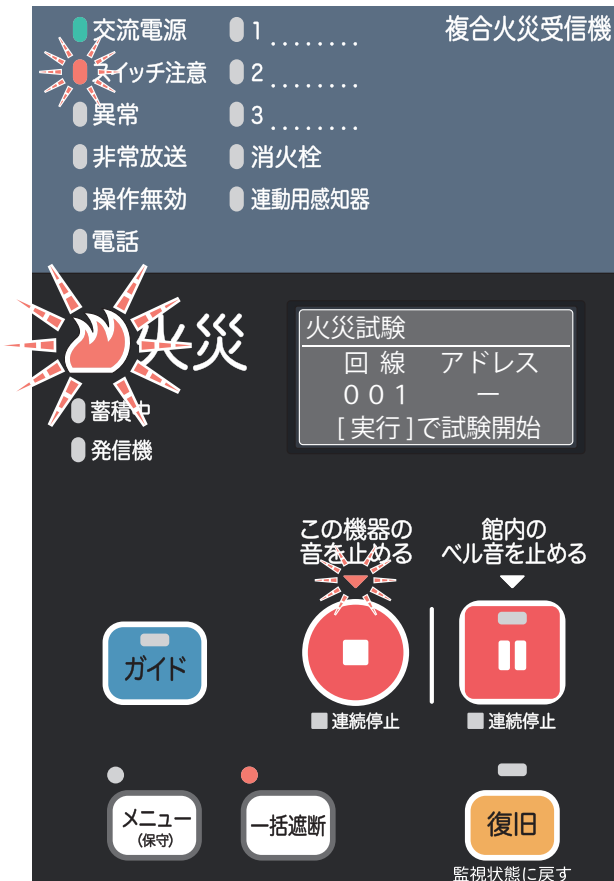 複合火災受信機
交流電源
スイッチ注意
異常
非常放送
操作無効
電話
1 ........
2 ........
3 ........
消火栓
連動用感知器
火災
蓄積中
発信機
火災試験
回線 アドレス
001 －
[実行]で試験開始
この機器の
音を止める
館内の
ベル音を止める
ガイド
連続停止
連続停止
メニュー
(保守)
一括遮断
復旧
監視状態に戻す